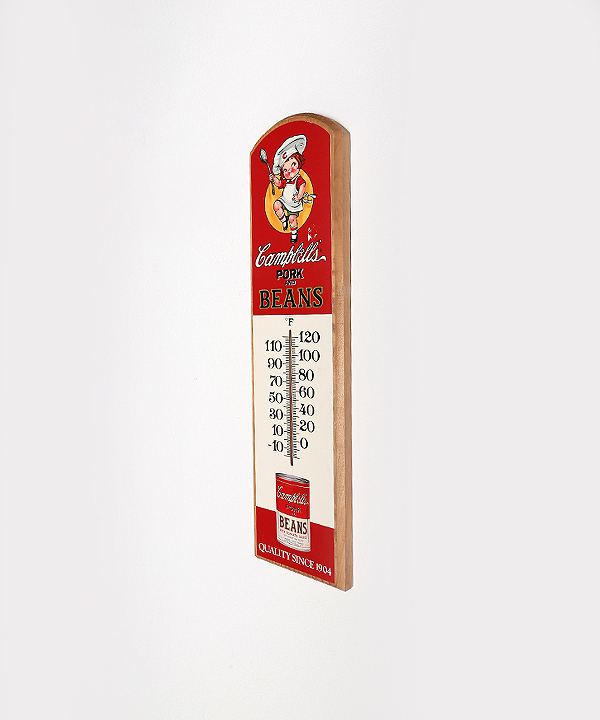 Campbell's
PORK
AND
BEANS
°F
120
110
100
90
80
70
60
50
40
30
20
10
0
-10
Campbell's
BEANS
QUALITY SINCE 1904